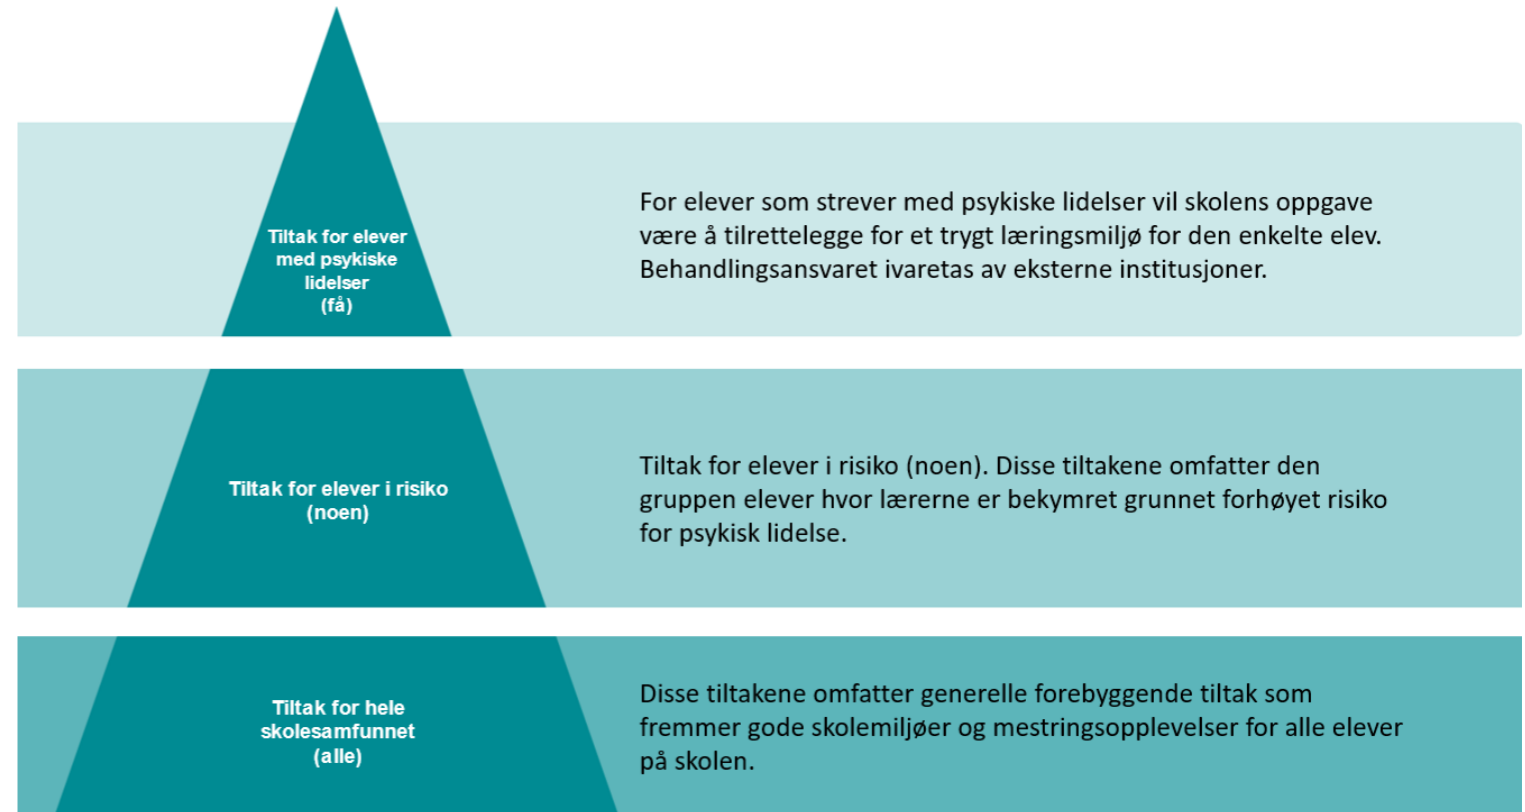 Tiltak for elever
med psykiske
lidelser
(få)
For elever som strever med psykiske lidelser vil skolens oppgave
være å tilrettelegge for et trygt læringsmiljø for den enkelte elev.
Behandlingsansvaret ivaretas av eksterne institusjoner.
Tiltak for elever i risiko
(noen)
Tiltak for elever i risiko (noen). Disse tiltakene omfatter den
gruppen elever hvor lærerne er bekymret grunnet forhøyet risiko
for psykisk lidelse.
Tiltak for hele
skolesamfunnet
(alle)
Disse tiltakene omfatter generelle forebyggende tiltak som
fremmer gode skolemiljøer og mestringsopplevelser for alle elever
på skolen.